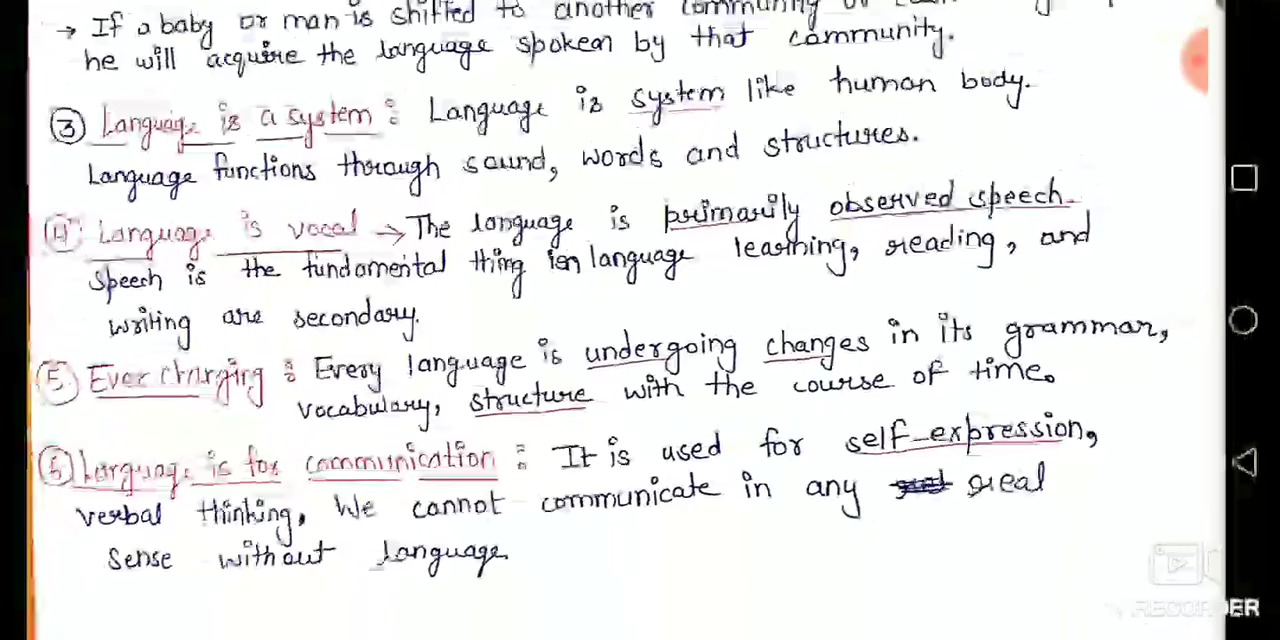 → If a baby or man is shifted to another community
he will acquire the language spoken by that community.
③ Language is a system : Language is system like human body.
Language functions through sound, words and structures.
④ Language is vocal → The language is primarily observed speech.
speech is the fundamental thing in language learning, reading, and
writing are secondary.
⑤ Ever changing : Every language is undergoing changes in its grammar,
vocabulary, structure with the course of time.
⑥ Language is for communication : It is used for self-expression,
verbal thinking, We cannot communicate in any real
sense without language.
RECORDER